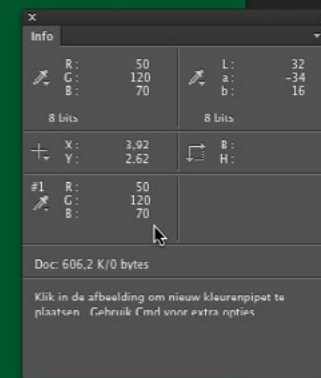 Info
R: 50 L: 32
G: 120 a: -34
B: 70 b: 16
8 bits 8 bits
X: 3,92 B:
Y: 2,62 H:
#1 R: 50
G: 120
B: 70
Doc: 606,2 K/0 bytes
Klik in de afbeelding om nieuw kleurenpipet te
plaatsen. Gebruik Cmd voor extra opties.